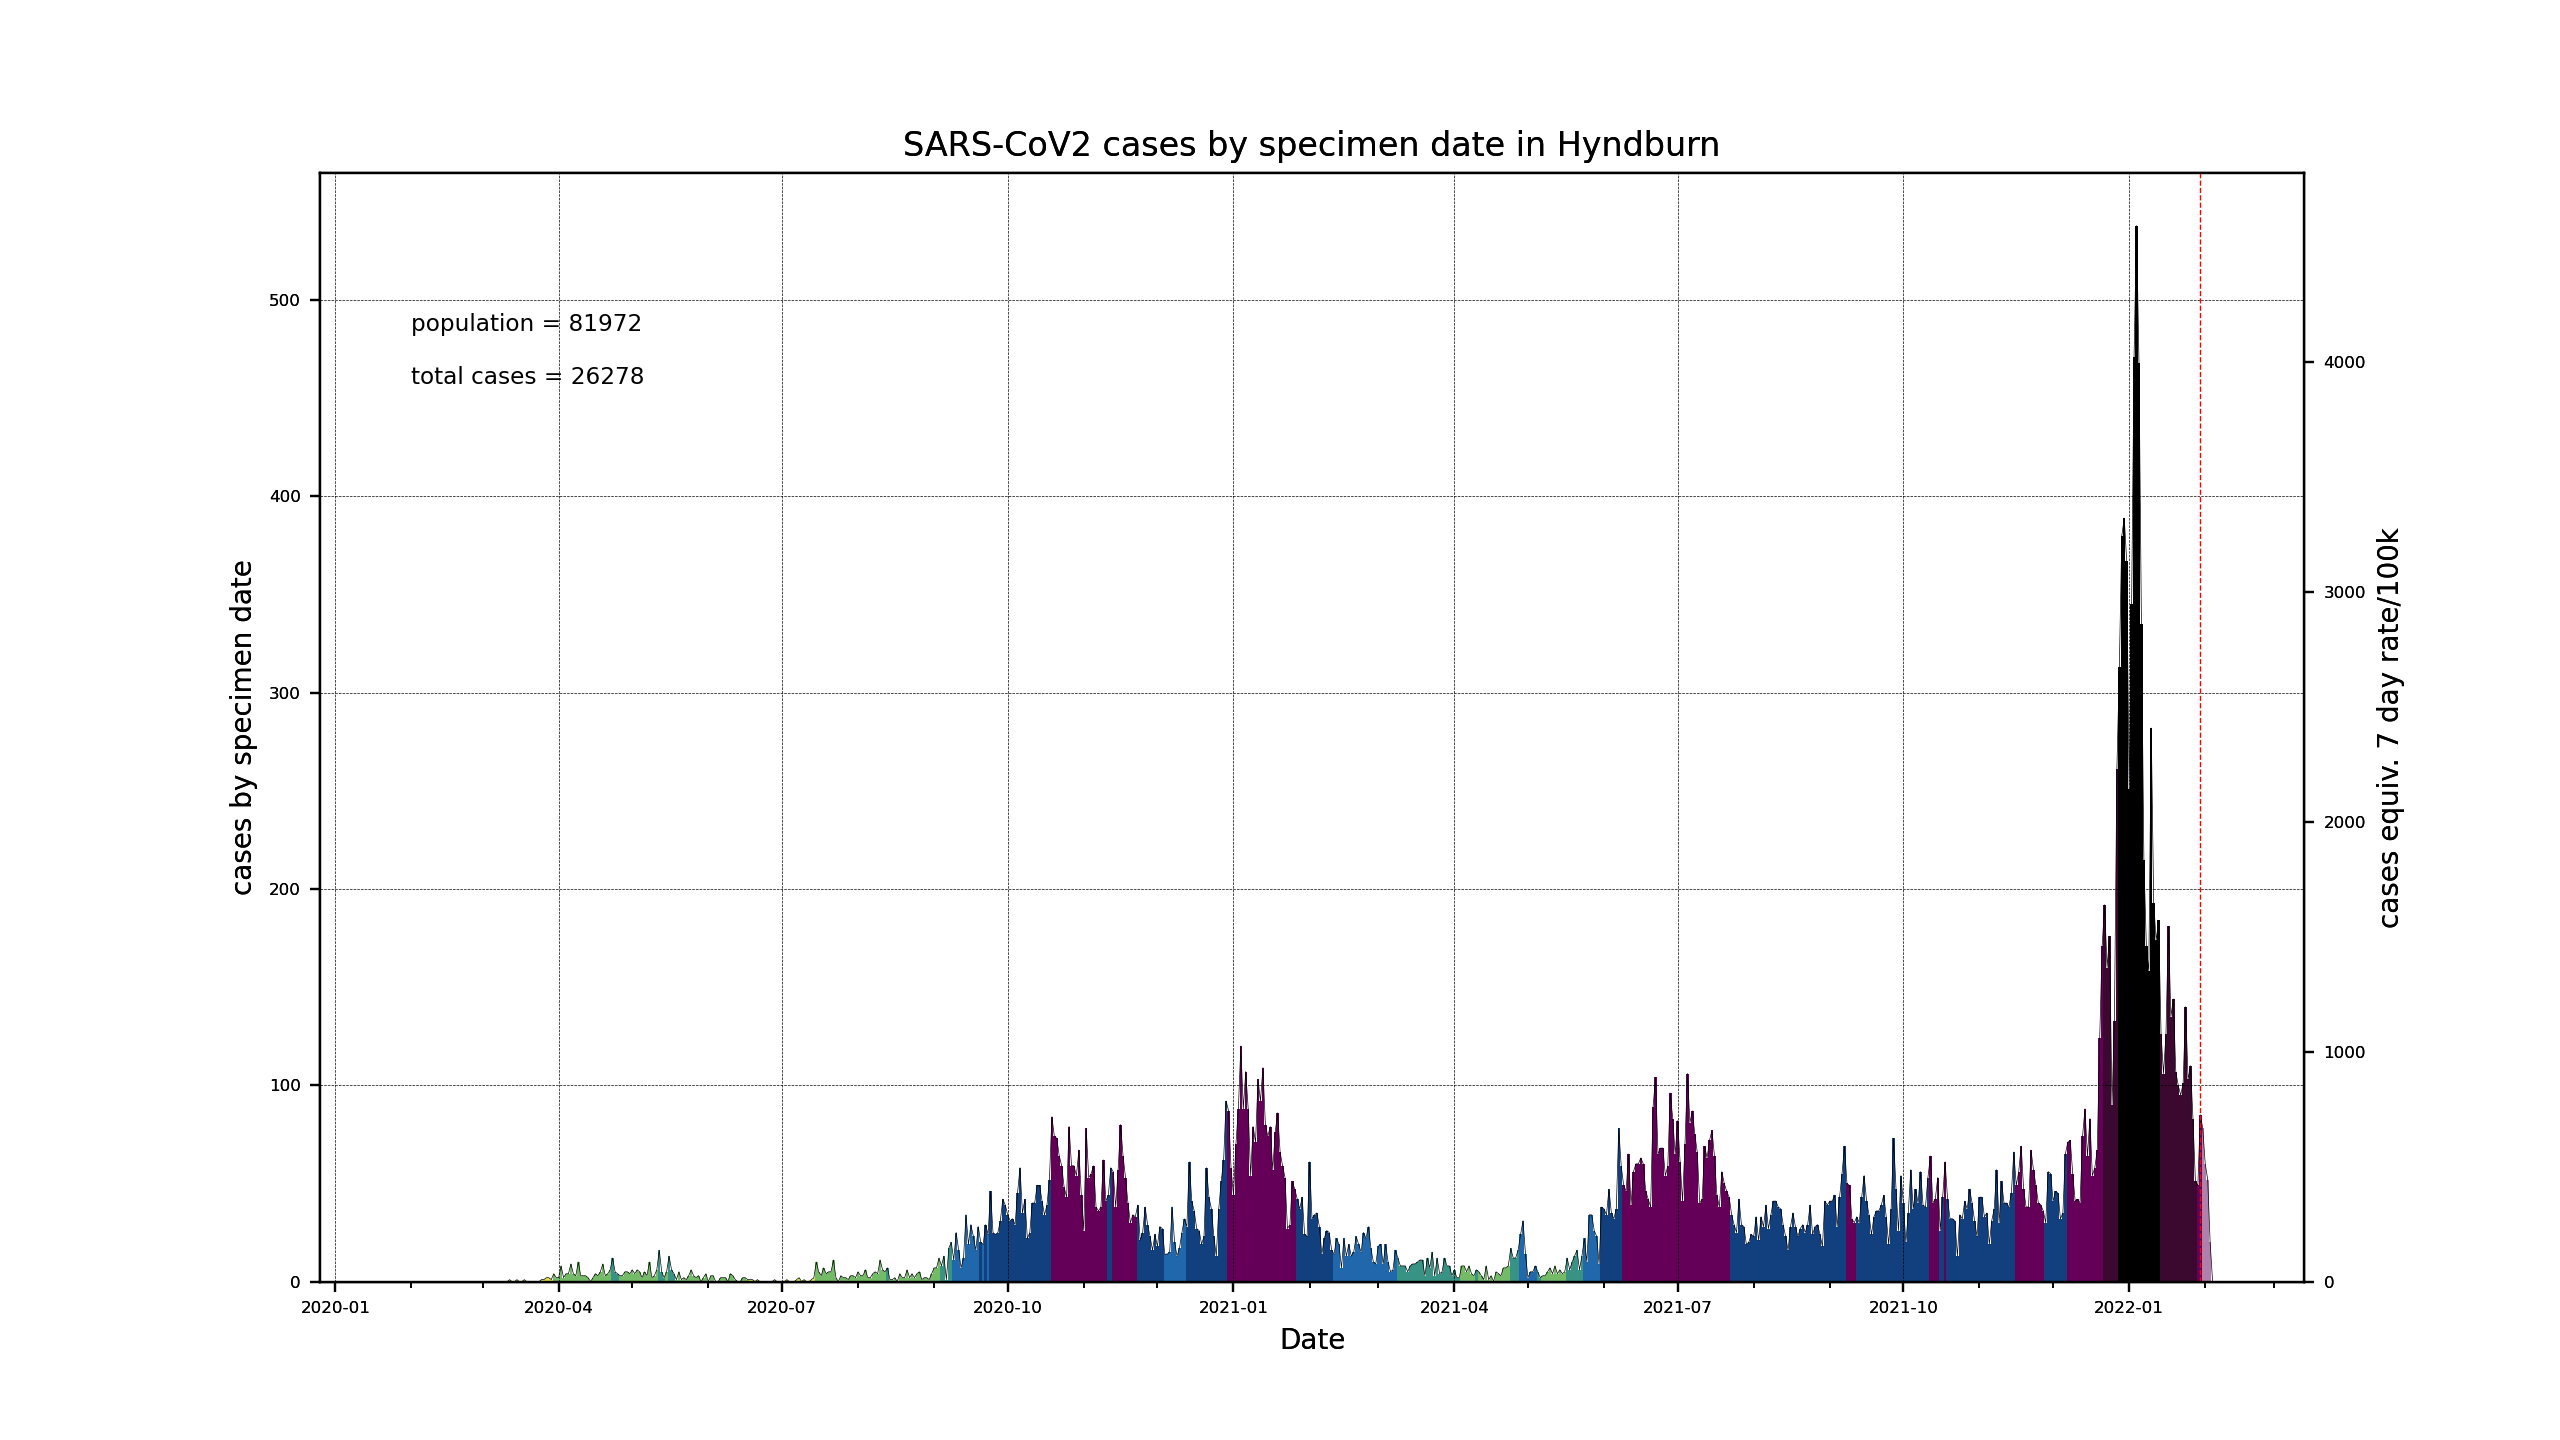 SARS-CoV2 cases by specimen date in Hyndburn
population = 81972
total cases = 26278
cases by specimen date
500
400
300
200
100
0
4000
3000
2000
1000
0
cases equiv. 7 day rate/100k
2020-01 2020-04 2020-07 2020-10 2021-01 2021-04 2021-07 2021-10 2022-01
Date